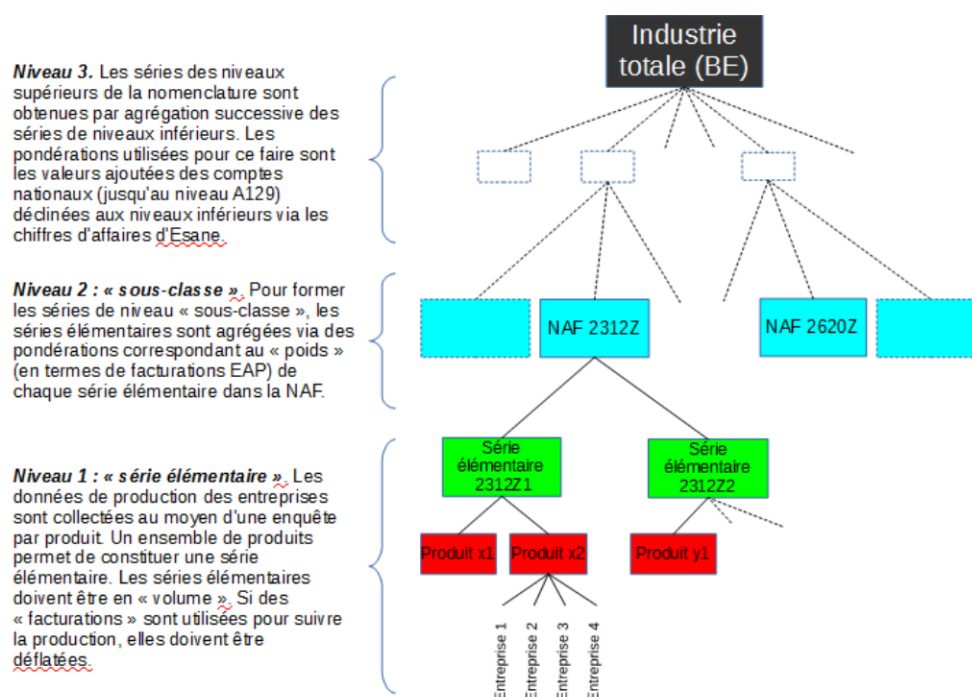 Industrie
totale (BE)
Niveau 3. Les séries des niveaux
supérieurs de la nomenclature sont
obtenues par agrégation successive des
séries de niveaux inférieurs. Les
pondérations utilisées pour ce faire sont
les valeurs ajoutées des comptes
nationaux (jusqu'au niveau A129)
déclinées aux niveaux inférieurs via les
chiffres d'affaires d'Esane.
Niveau 2 : « sous-classe ». Pour former
les séries de niveau « sous-classe », les
séries élémentaires sont agrégées via des
pondérations correspondant au « poids »
(en termes de facturations EAP) de
chaque série élémentaire dans la NAF.
NAF 2312Z
NAF 2620Z
Niveau 1 : « série élémentaire ». Les
données de production des entreprises
sont collectées au moyen d'une enquête
par produit. Un ensemble de produits
permet de constituer une série
élémentaire. Les séries élémentaires
doivent être en « volume ». Si des
« facturations » sont utilisées pour suivre
la production, elles doivent être
déflatées.
Série
élémentaire
2312Z1
Série
élémentaire
2312Z2
Produit x1
Produit x2
Produit y1
Entreprise 1
Entreprise 2
Entreprise 3
Entreprise 4